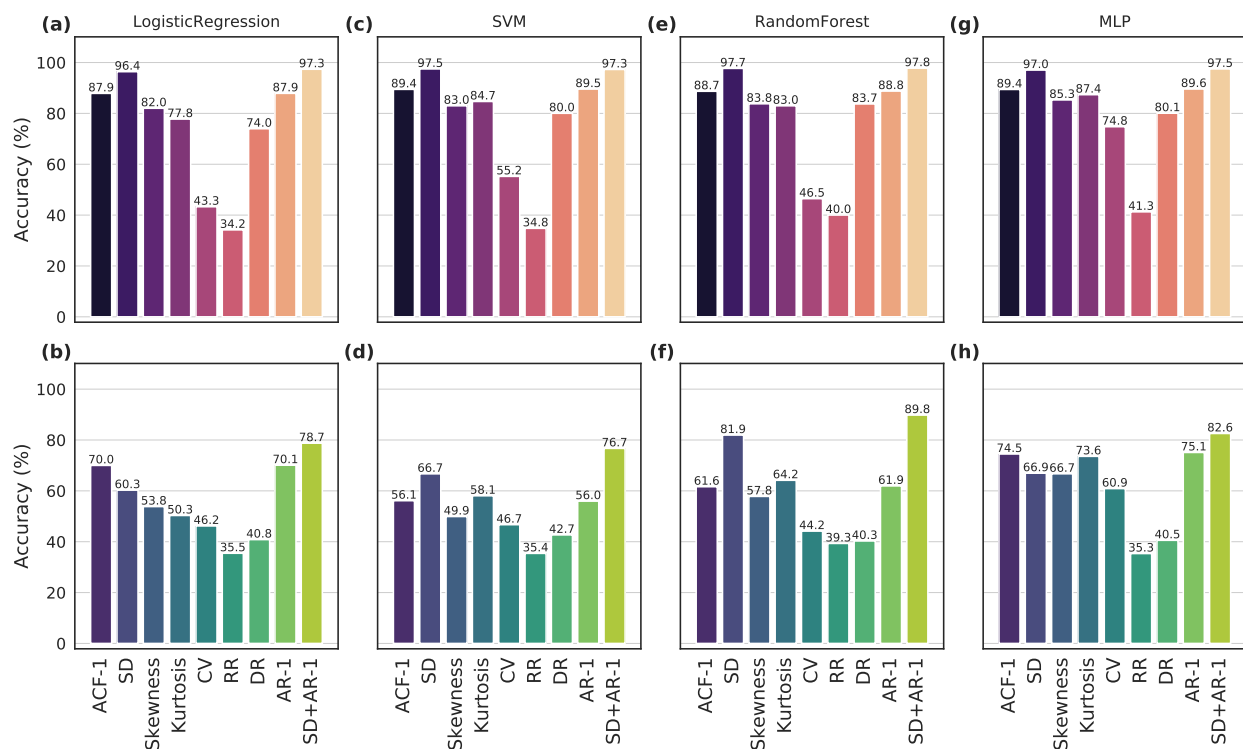 (a) LogisticRegression
(c) SVM
(e) RandomForest
(g) MLP
Accuracy (%)
100
80
60
40
20
0
87.9 96.4 82.0 77.8 43.3 34.2 74.0 87.9 97.3
89.4 97.5 83.0 84.7 55.2 34.8 80.0 89.5 97.3
88.7 97.7 83.8 83.0 46.5 40.0 83.7 88.8 97.8
89.4 97.0 85.3 87.4 74.8 41.3 80.1 89.6 97.5
(b)
(d)
(f)
(h)
Accuracy (%)
100
80
60
40
20
0
70.0 60.3 53.8 50.3 46.2 35.5 40.8 70.1 78.7
56.1 66.7 49.9 58.1 46.7 35.4 42.7 56.0 76.7
61.6 81.9 57.8 64.2 44.2 39.3 40.3 61.9 89.8
74.5 66.9 66.7 73.6 60.9 35.3 40.5 75.1 82.6
ACF-1 SD Skewness Kurtosis CV RR DR AR-1 SD+AR-1
ACF-1 SD Skewness Kurtosis CV RR DR AR-1 SD+AR-1
ACF-1 SD Skewness Kurtosis CV RR DR AR-1 SD+AR-1
ACF-1 SD Skewness Kurtosis CV RR DR AR-1 SD+AR-1